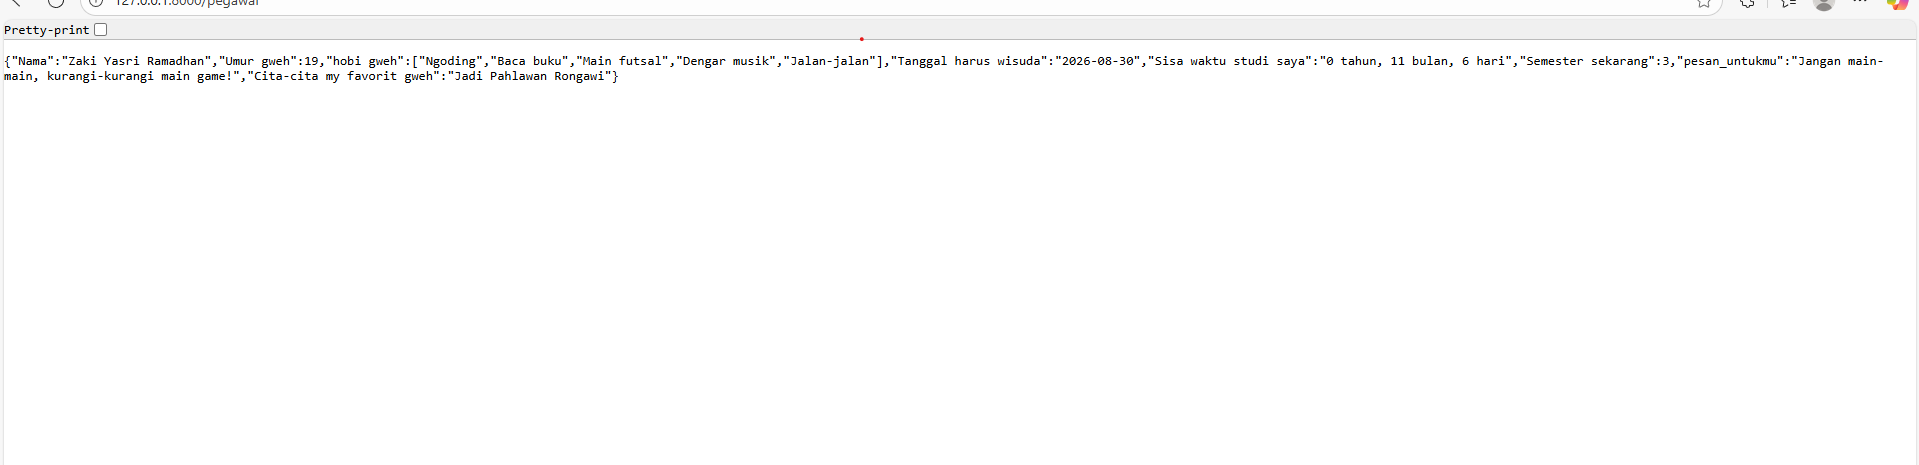 127.0.0.1:8000/pegawai
Pretty-print
{"Nama":"Zaki Yasri Ramadhan","Umur gweh":19,"hobi gweh":["Ngoding","Baca buku","Main futsal","Dengar musik","Jalan-jalan"],"Tanggal harus wisuda":"2026-08-30","Sisa waktu studi saya":"0 tahun, 11 bulan, 6 hari","Semester sekarang":3,"pesan_untukmu":"Jangan main-
main, kurangi-kurangi main game!","Cita-cita my favorit gweh":"Jadi Pahlawan Rongawi"}